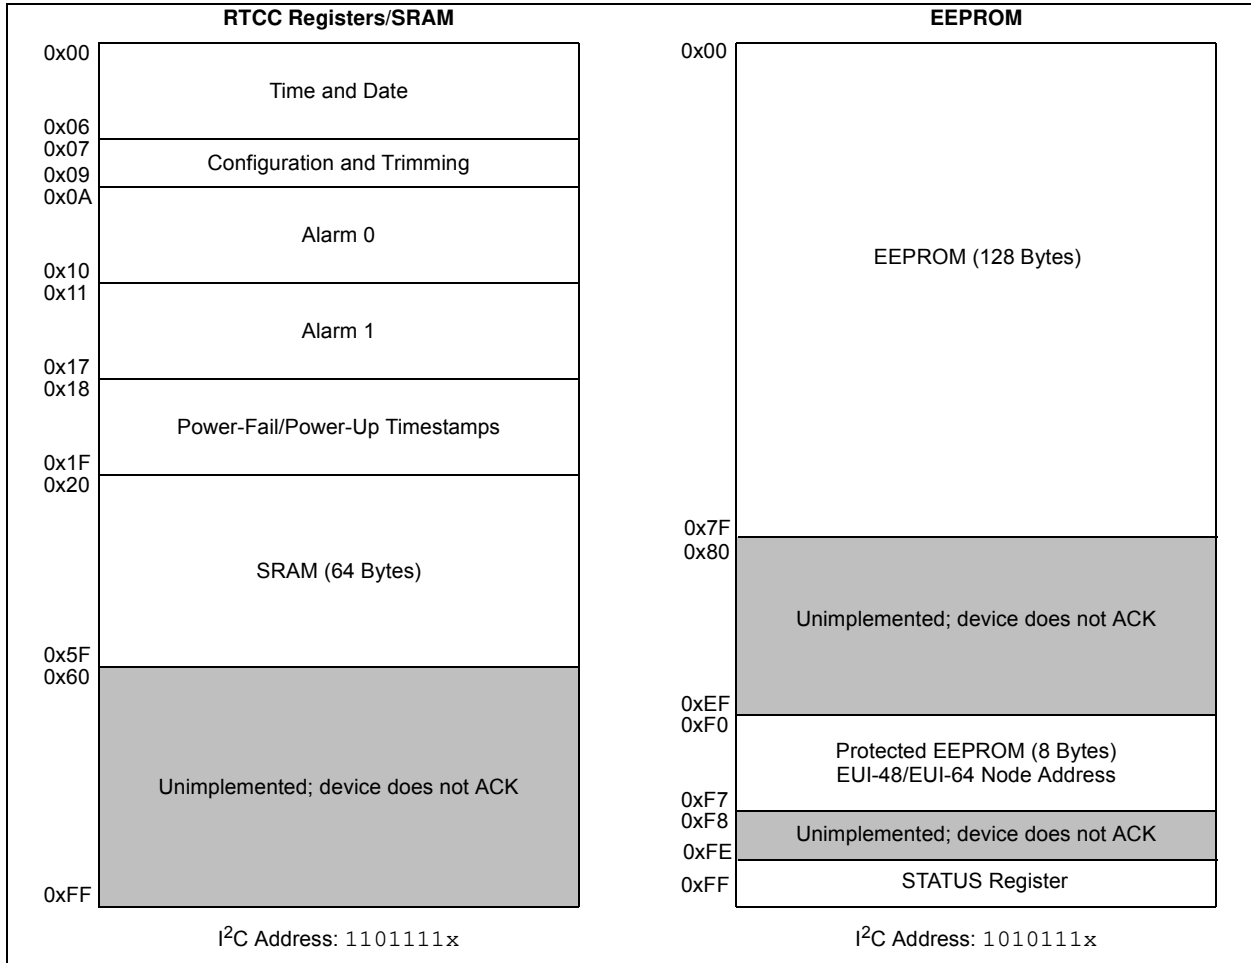 RTCC Registers/SRAM
0x00
Time and Date
0x06
0x07
Configuration and Trimming
0x09
0x0A
Alarm 0
0x10
0x11
Alarm 1
0x17
0x18
Power-Fail/Power-Up Timestamps
0x1F
0x20
SRAM (64 Bytes)
0x5F
0x60
Unimplemented; device does not ACK
0xFF
I2C Address: 1101111x
EEPROM
0x00
EEPROM (128 Bytes)
0x7F
0x80
Unimplemented; device does not ACK
0xEF
0xF0
Protected EEPROM (8 Bytes)
EUI-48/EUI-64 Node Address
0xF7
0xF8
Unimplemented; device does not ACK
0xFE
0xFF
STATUS Register
I2C Address: 1010111x